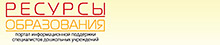 РЕСУРСЫ
ОБРАЗОВАНИЯ
портал информационной поддержки
специалистов дошкольных учреждений